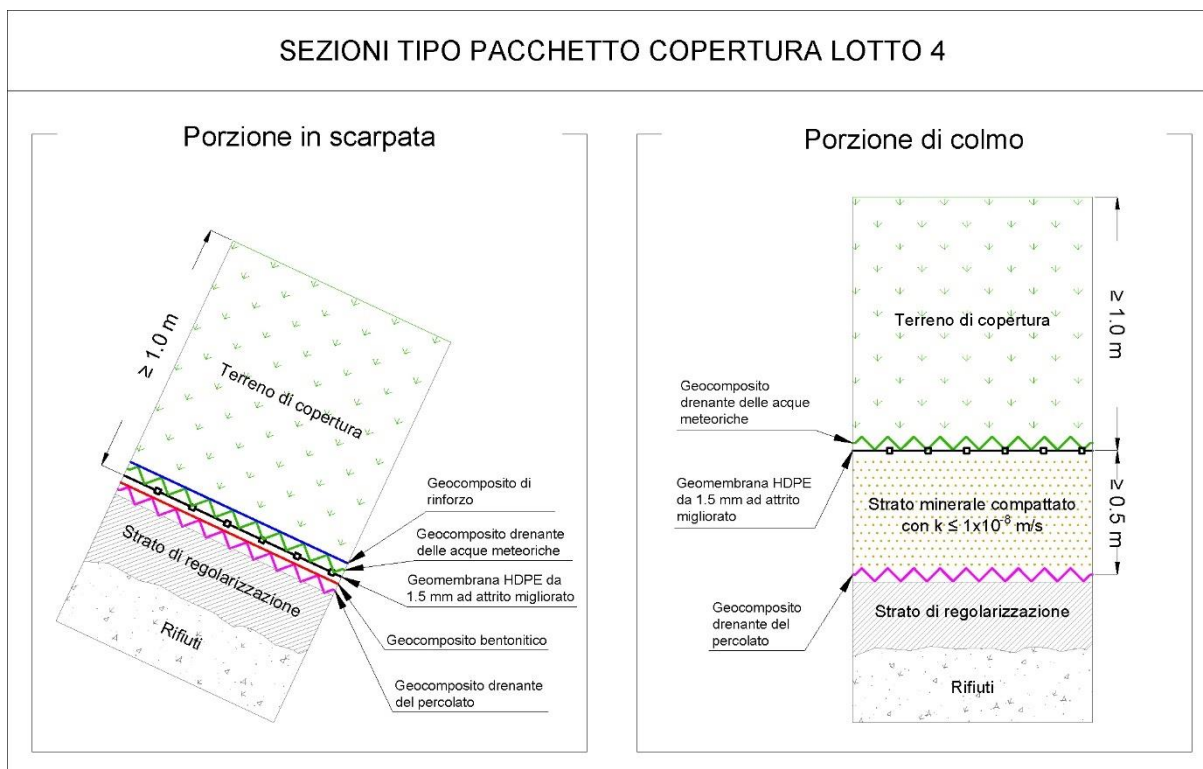 SEZIONI TIPO PACCHETTO COPERTURA LOTTO 4
Porzione in scarpata
≥ 1.0 m
Terreno di copertura
Geocomposito di
rinforzo
Geocomposito drenante
delle acque meteoriche
Geomembrana HDPE da
1.5 mm ad attrito migliorato
Geocomposito bentonitico
Geocomposito drenante
del percolato
Strato di regolarizzazione
Rifiuti
Porzione di colmo
Terreno di copertura
≥ 1.0 m
Geocomposito
drenante delle acque
meteoriche
Geomembrana HDPE
da 1.5 mm ad attrito
migliorato
Strato minerale compattato
con k ≤ 1x10⁻⁸ m/s
≥ 0.5 m
Geocomposito
drenante del
percolato
Strato di regolarizzazione
Rifiuti